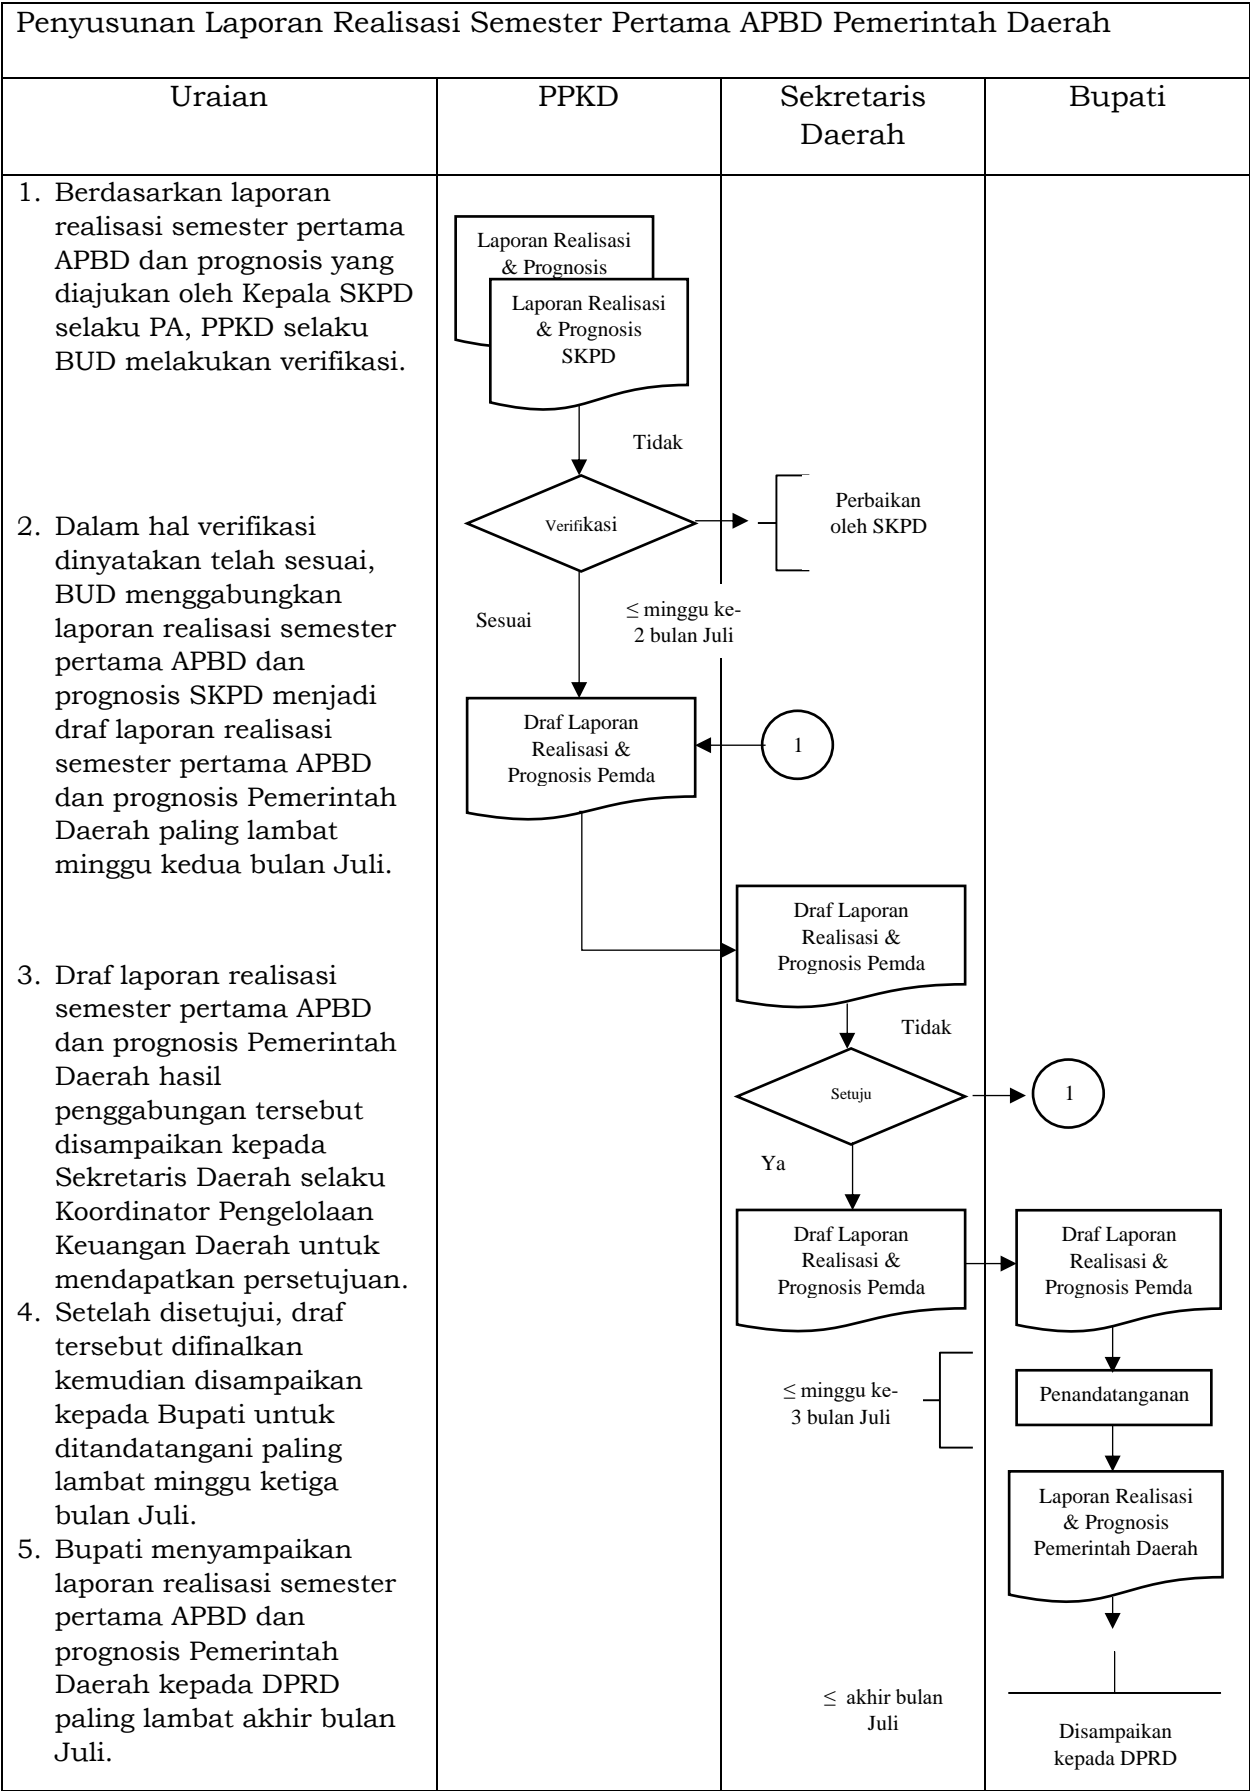 Penyusunan Laporan Realisasi Semester Pertama APBD Pemerintah Daerah
Uraian
PPKD
Sekretaris
Daerah
Bupati
1. Berdasarkan laporan
realisasi semester pertama
APBD dan prognosis yang
diajukan oleh Kepala SKPD
selaku PA, PPKD selaku
BUD melakukan verifikasi.
2. Dalam hal verifikasi
dinyatakan telah sesuai,
BUD menggabungkan
laporan realisasi semester
pertama APBD dan
prognosis SKPD menjadi
draf laporan realisasi
semester pertama APBD
dan prognosis Pemerintah
Daerah paling lambat
minggu kedua bulan Juli.
3. Draf laporan realisasi
semester pertama APBD
dan prognosis Pemerintah
Daerah hasil
penggabungan tersebut
disampaikan kepada
Sekretaris Daerah selaku
Koordinator Pengelolaan
Keuangan Daerah untuk
mendapatkan persetujuan.
4. Setelah disetujui, draf
tersebut difinalkan
kemudian disampaikan
kepada Bupati untuk
ditandatangani paling
lambat minggu ketiga
bulan Juli.
5. Bupati menyampaikan
laporan realisasi semester
pertama APBD dan
prognosis Pemerintah
Daerah kepada DPRD
paling lambat akhir bulan
Juli.
Laporan Realisasi
& Prognosis
Laporan Realisasi
& Prognosis
SKPD
Tidak
Verifikasi
Perbaikan
oleh SKPD
Sesuai
≤ minggu ke-
2 bulan Juli
Draf Laporan
Realisasi &
Prognosis Pemda
1
Draf Laporan
Realisasi &
Prognosis Pemda
Tidak
Setuju
1
Ya
Draf Laporan
Realisasi &
Prognosis Pemda
Draf Laporan
Realisasi &
Prognosis Pemda
≤ minggu ke-
3 bulan Juli
Penandatanganan
Laporan Realisasi
& Prognosis
Pemerintah Daerah
≤ akhir bulan
Juli
Disampaikan
kepada DPRD